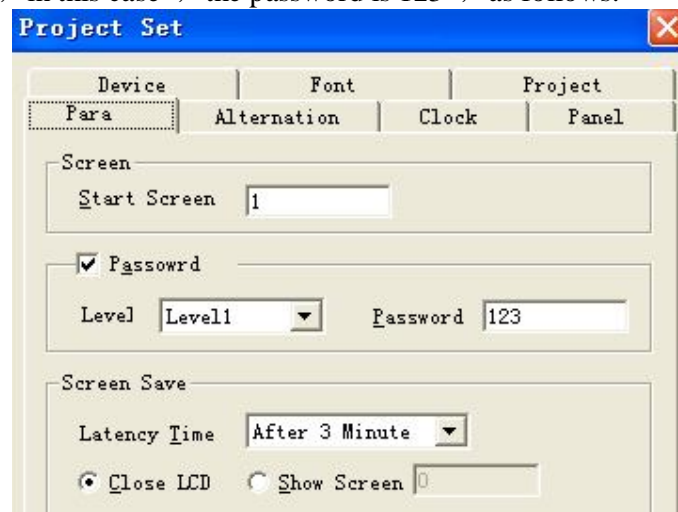 , in this case , the password is 123 , as follows:
Project Set
Device Font Project
Para Alternation Clock Panel
Screen
Start Screen 1
Passowrd
Level Level1 Password 123
Screen Save
Latency Time After 3 Minute
Close LCD Show Screen 0